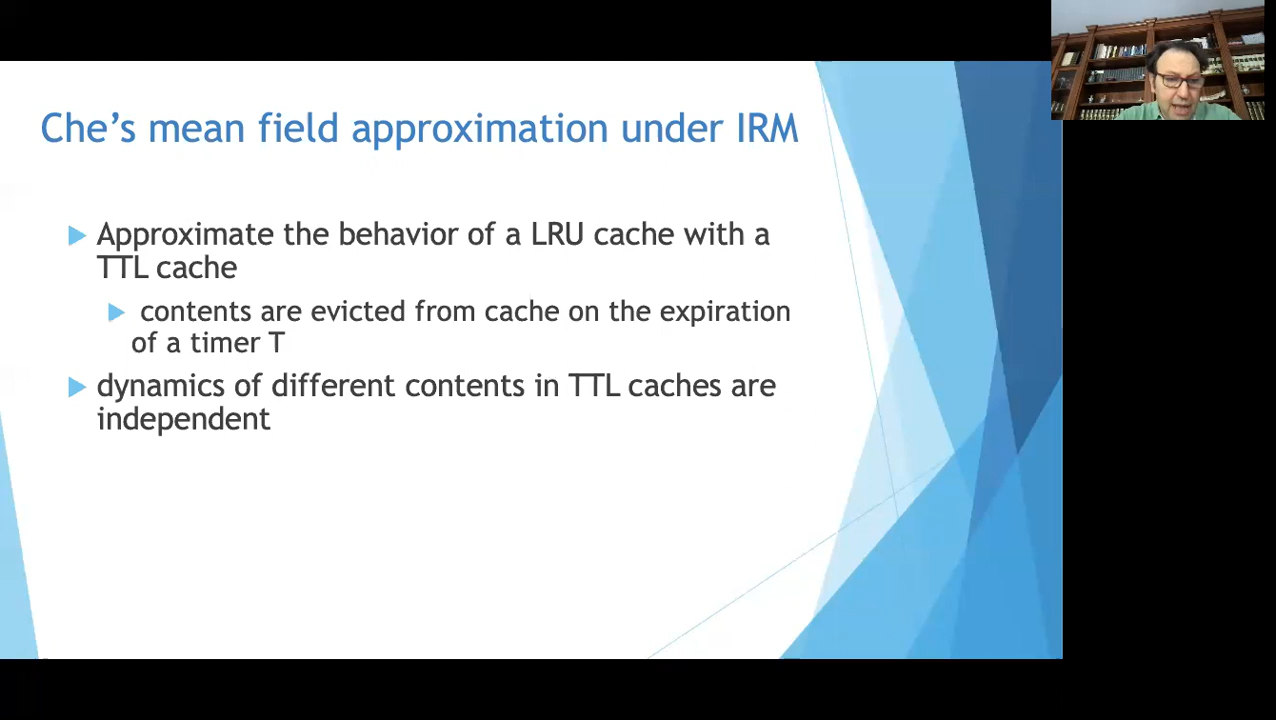 Che's mean field approximation under IRM
Approximate the behavior of a LRU cache with a
TTL cache
contents are evicted from cache on the expiration
of a timer T
dynamics of different contents in TTL caches are
independent